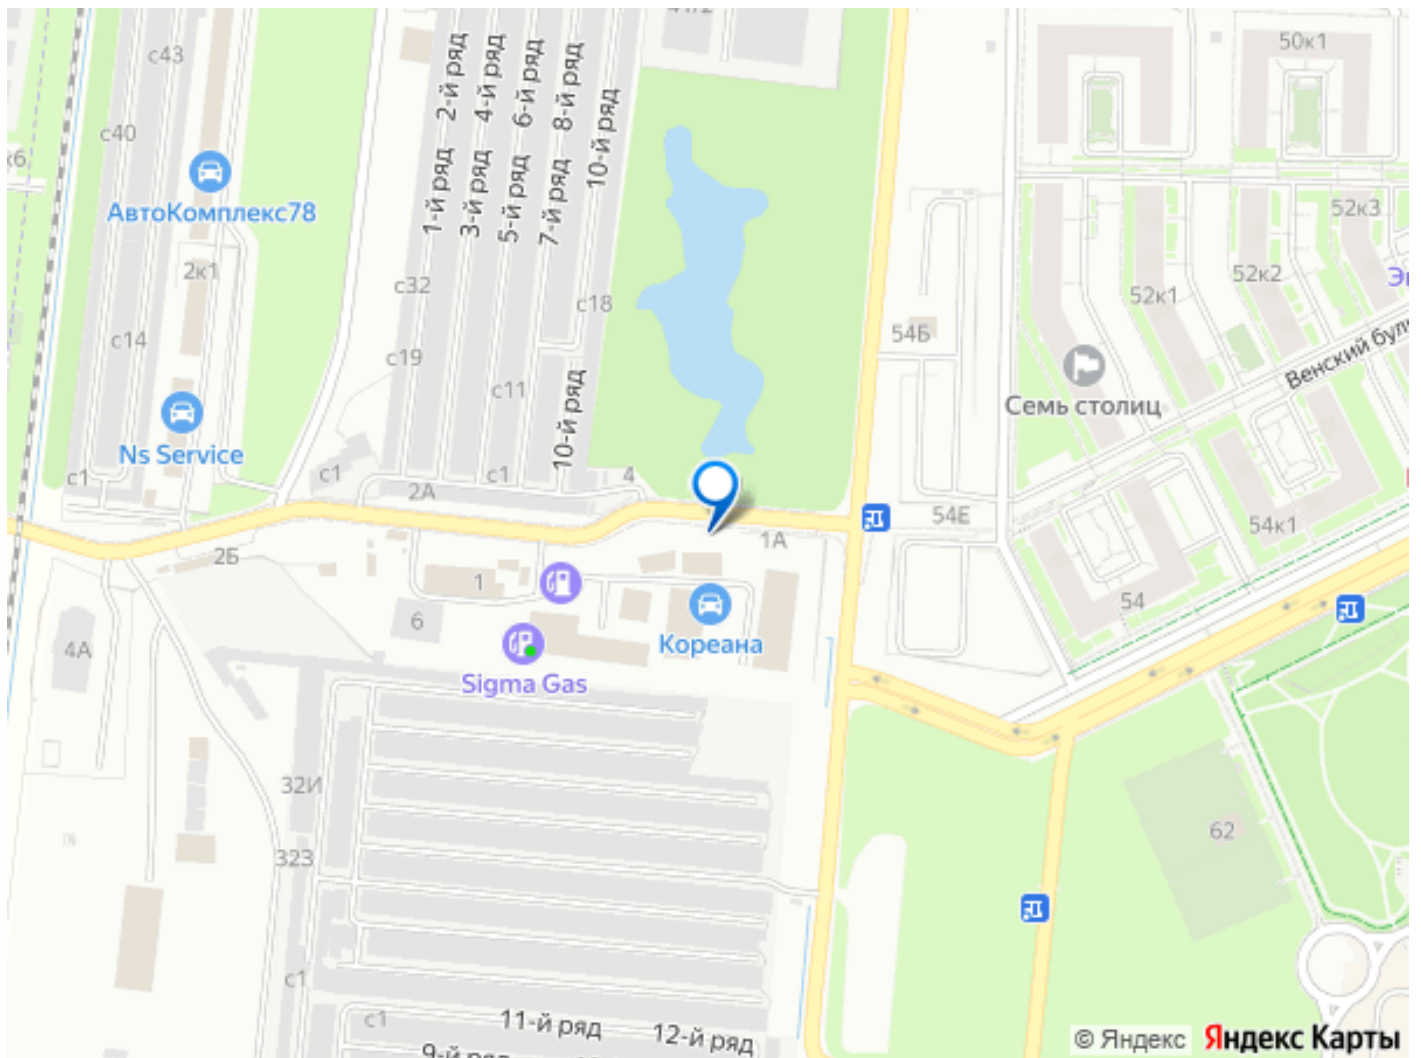 50к1
с43
2-й ряд
4-й ряд
6-й ряд
8-й ряд
10-й ряд
с40
АвтоКомплекс78
1-й ряд
3-й ряд
5-й ряд
7-й ряд
52к3
2к1
52к2
52к1
с32
с18
54Б
Венский
с14
с19
с11
10-й ряд
Семь столиц
Ns Service
с1
с1
с1
4
2А
54Е
54к1
1А
2Б
1
6
54
Кореана
4А
Sigma Gas
32И
62
323
с1
с1
11-й ряд
12-й ряд
9-й ряд
© Яндекс Яндекс Карты